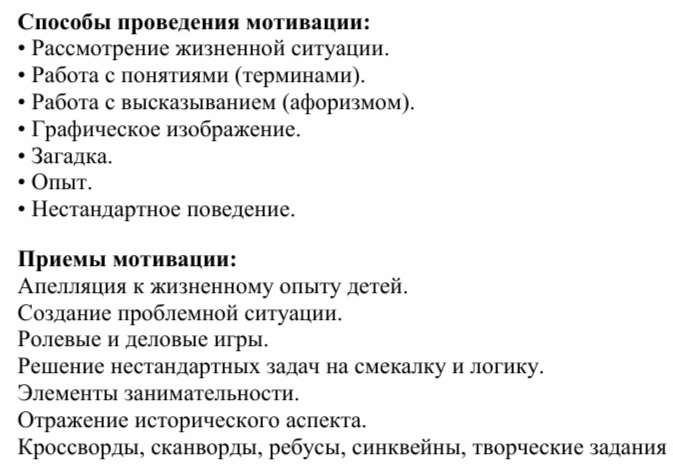 Способы проведения мотивации:
• Рассмотрение жизненной ситуации.
• Работа с понятиями (терминами).
• Работа с высказыванием (афоризмом).
• Графическое изображение.
• Загадка.
• Опыт.
• Нестандартное поведение.
Приемы мотивации:
Апелляция к жизненному опыту детей.
Создание проблемной ситуации.
Ролевые и деловые игры.
Решение нестандартных задач на смекалку и логику.
Элементы занимательности.
Отражение исторического аспекта.
Кроссворды, сканворды, ребусы, синквейны, творческие задания